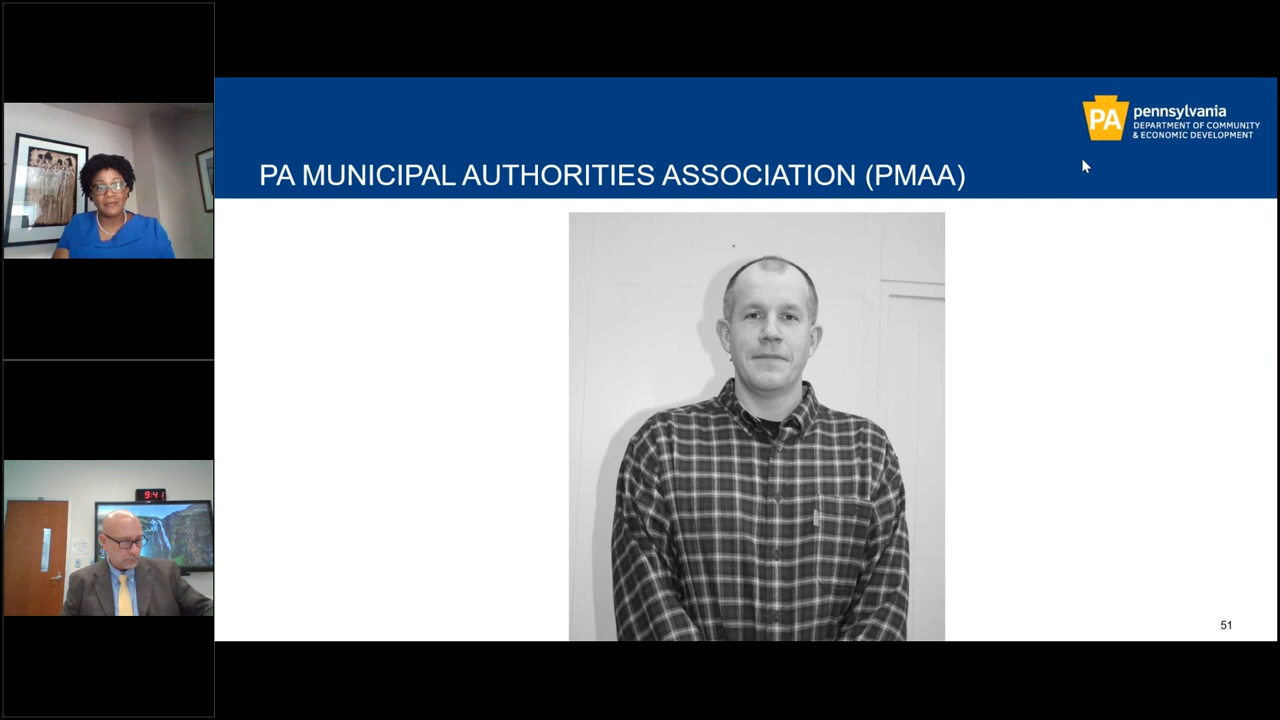 PA
pennsylvania
DEPARTMENT OF COMMUNITY
& ECONOMIC DEVELOPMENT
PA MUNICIPAL AUTHORITIES ASSOCIATION (PMAA)
9:41
51